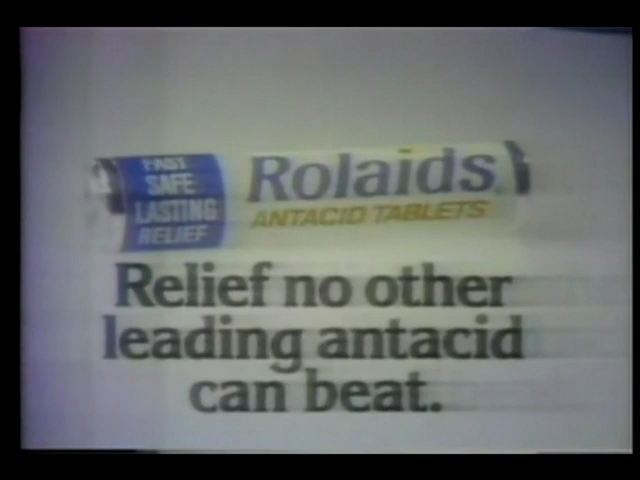 FAST
SAFE
LASTING
RELIEF
Rolaids
ANTACID TABLETS
Relief no other
leading antacid
can beat.